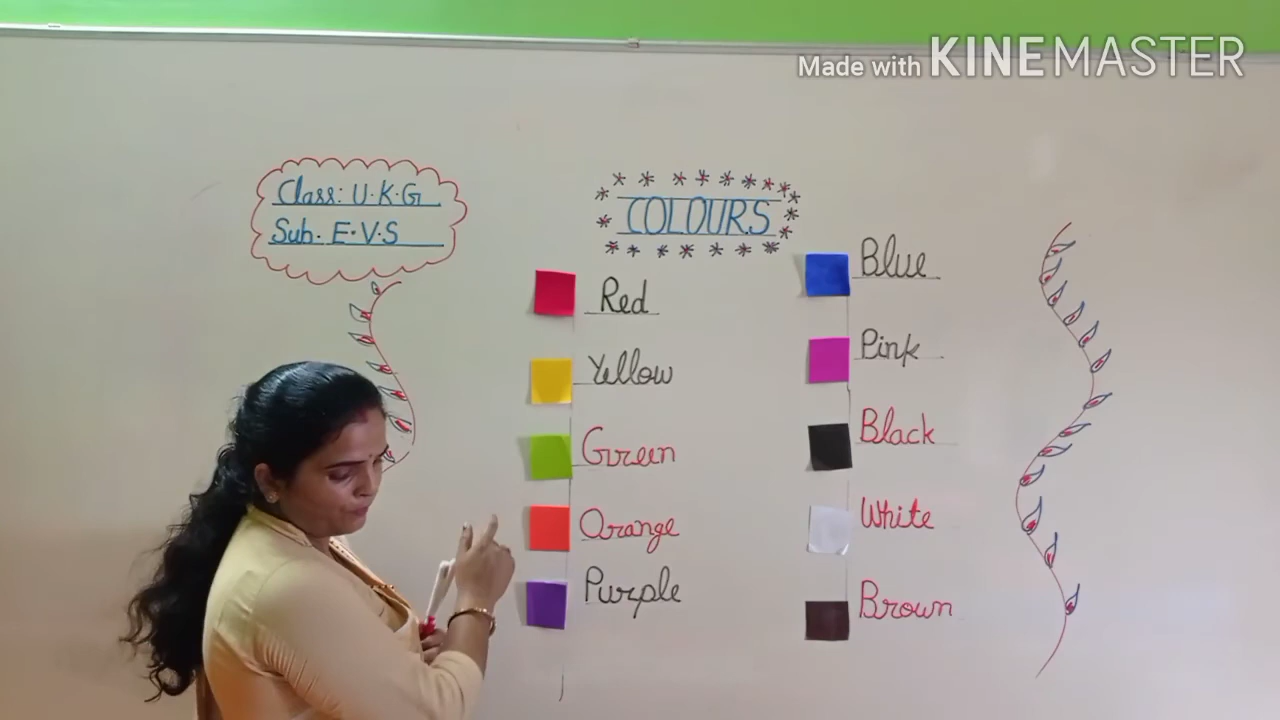 Made with KINEMASTER
Class: U.K.G
Sub. E.V.S
COLOURS
Red
Yellow
Green
Orange
Purple
Blue
Pink
Black
White
Brown